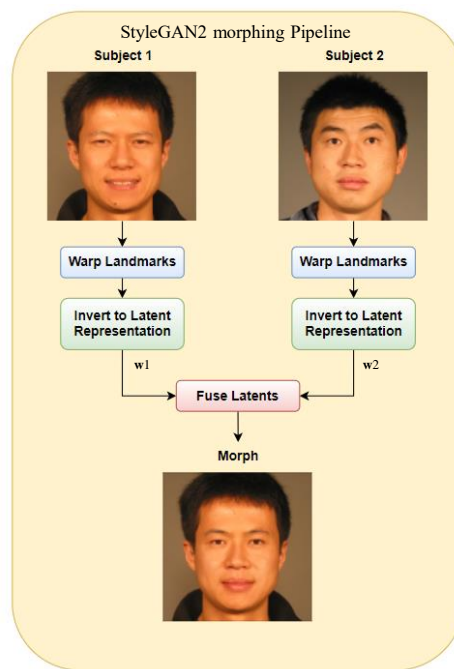 StyleGAN2 morphing Pipeline
Subject 1
Subject 2
Warp Landmarks
Warp Landmarks
Invert to Latent
Representation
Invert to Latent
Representation
w1
w2
Fuse Latents
Morph